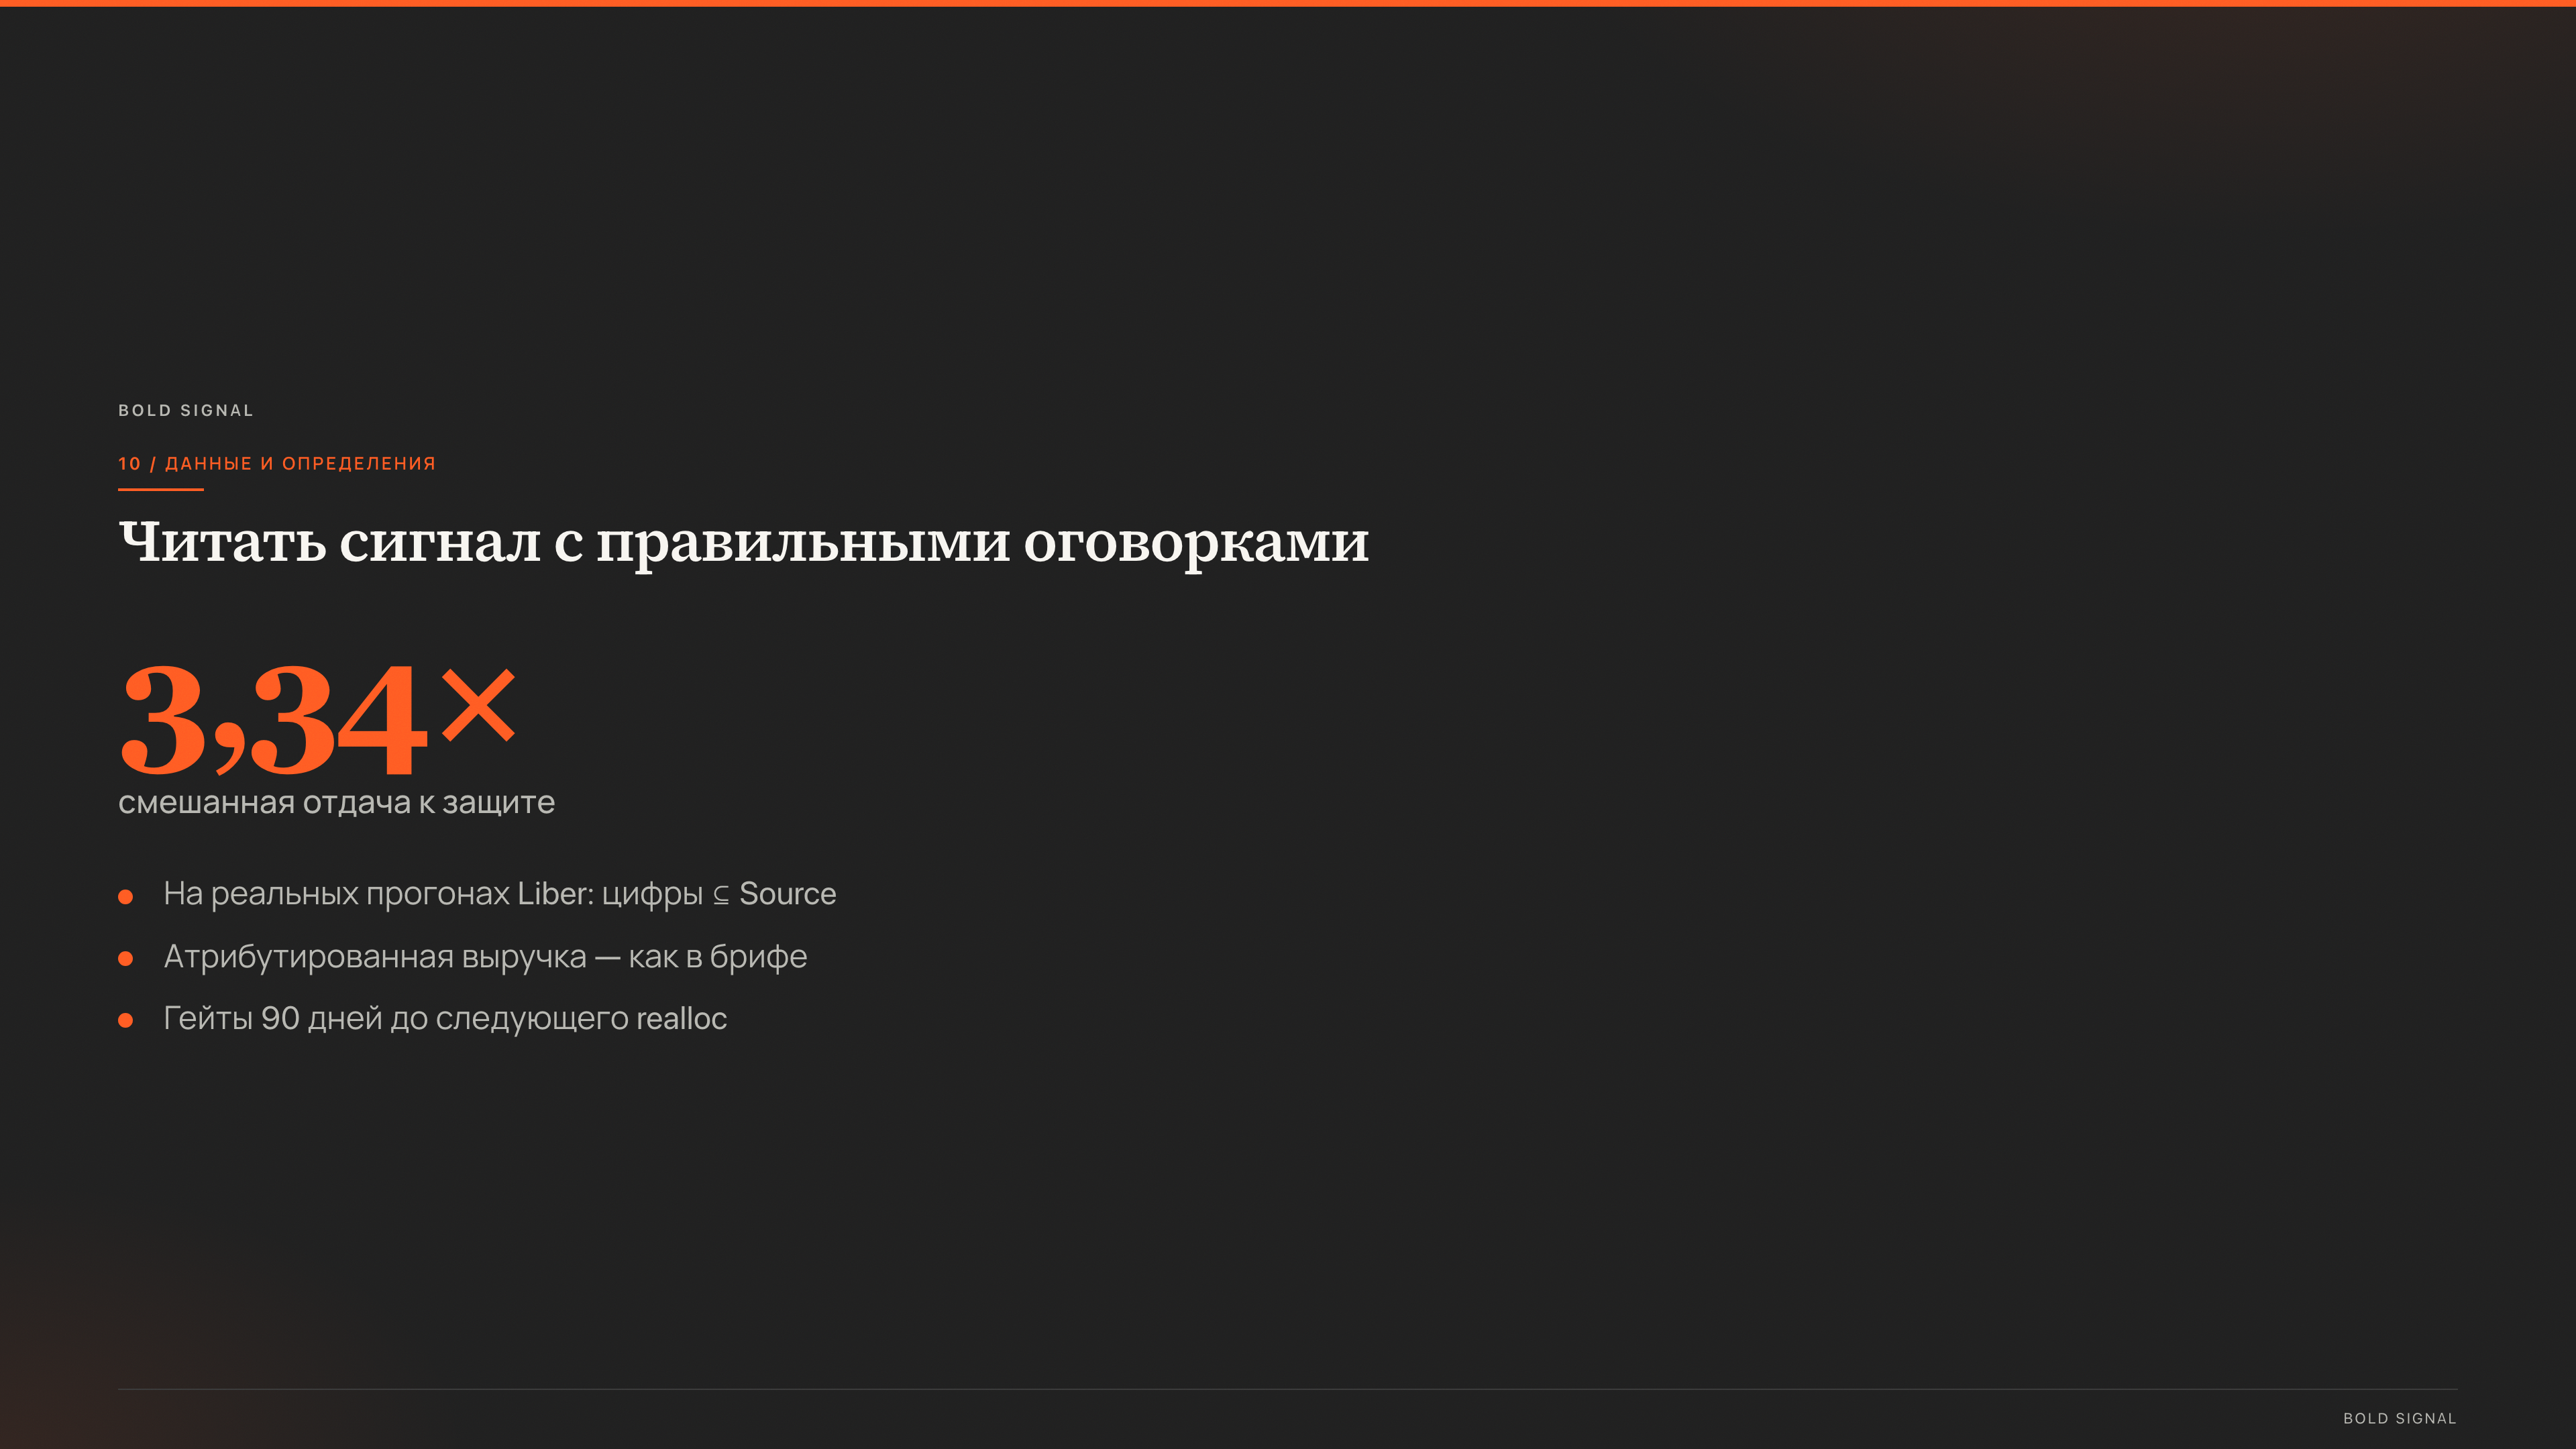 BOLD SIGNAL
10 / ДАННЫЕ И ОПРЕДЕЛЕНИЯ
Читать сигнал с правильными оговорками
3,34×
смешанная отдача к защите
На реальных прогонах Liber: цифры ⊆ Source
Атрибутированная выручка — как в брифе
Гейты 90 дней до следующего realloc
BOLD SIGNAL